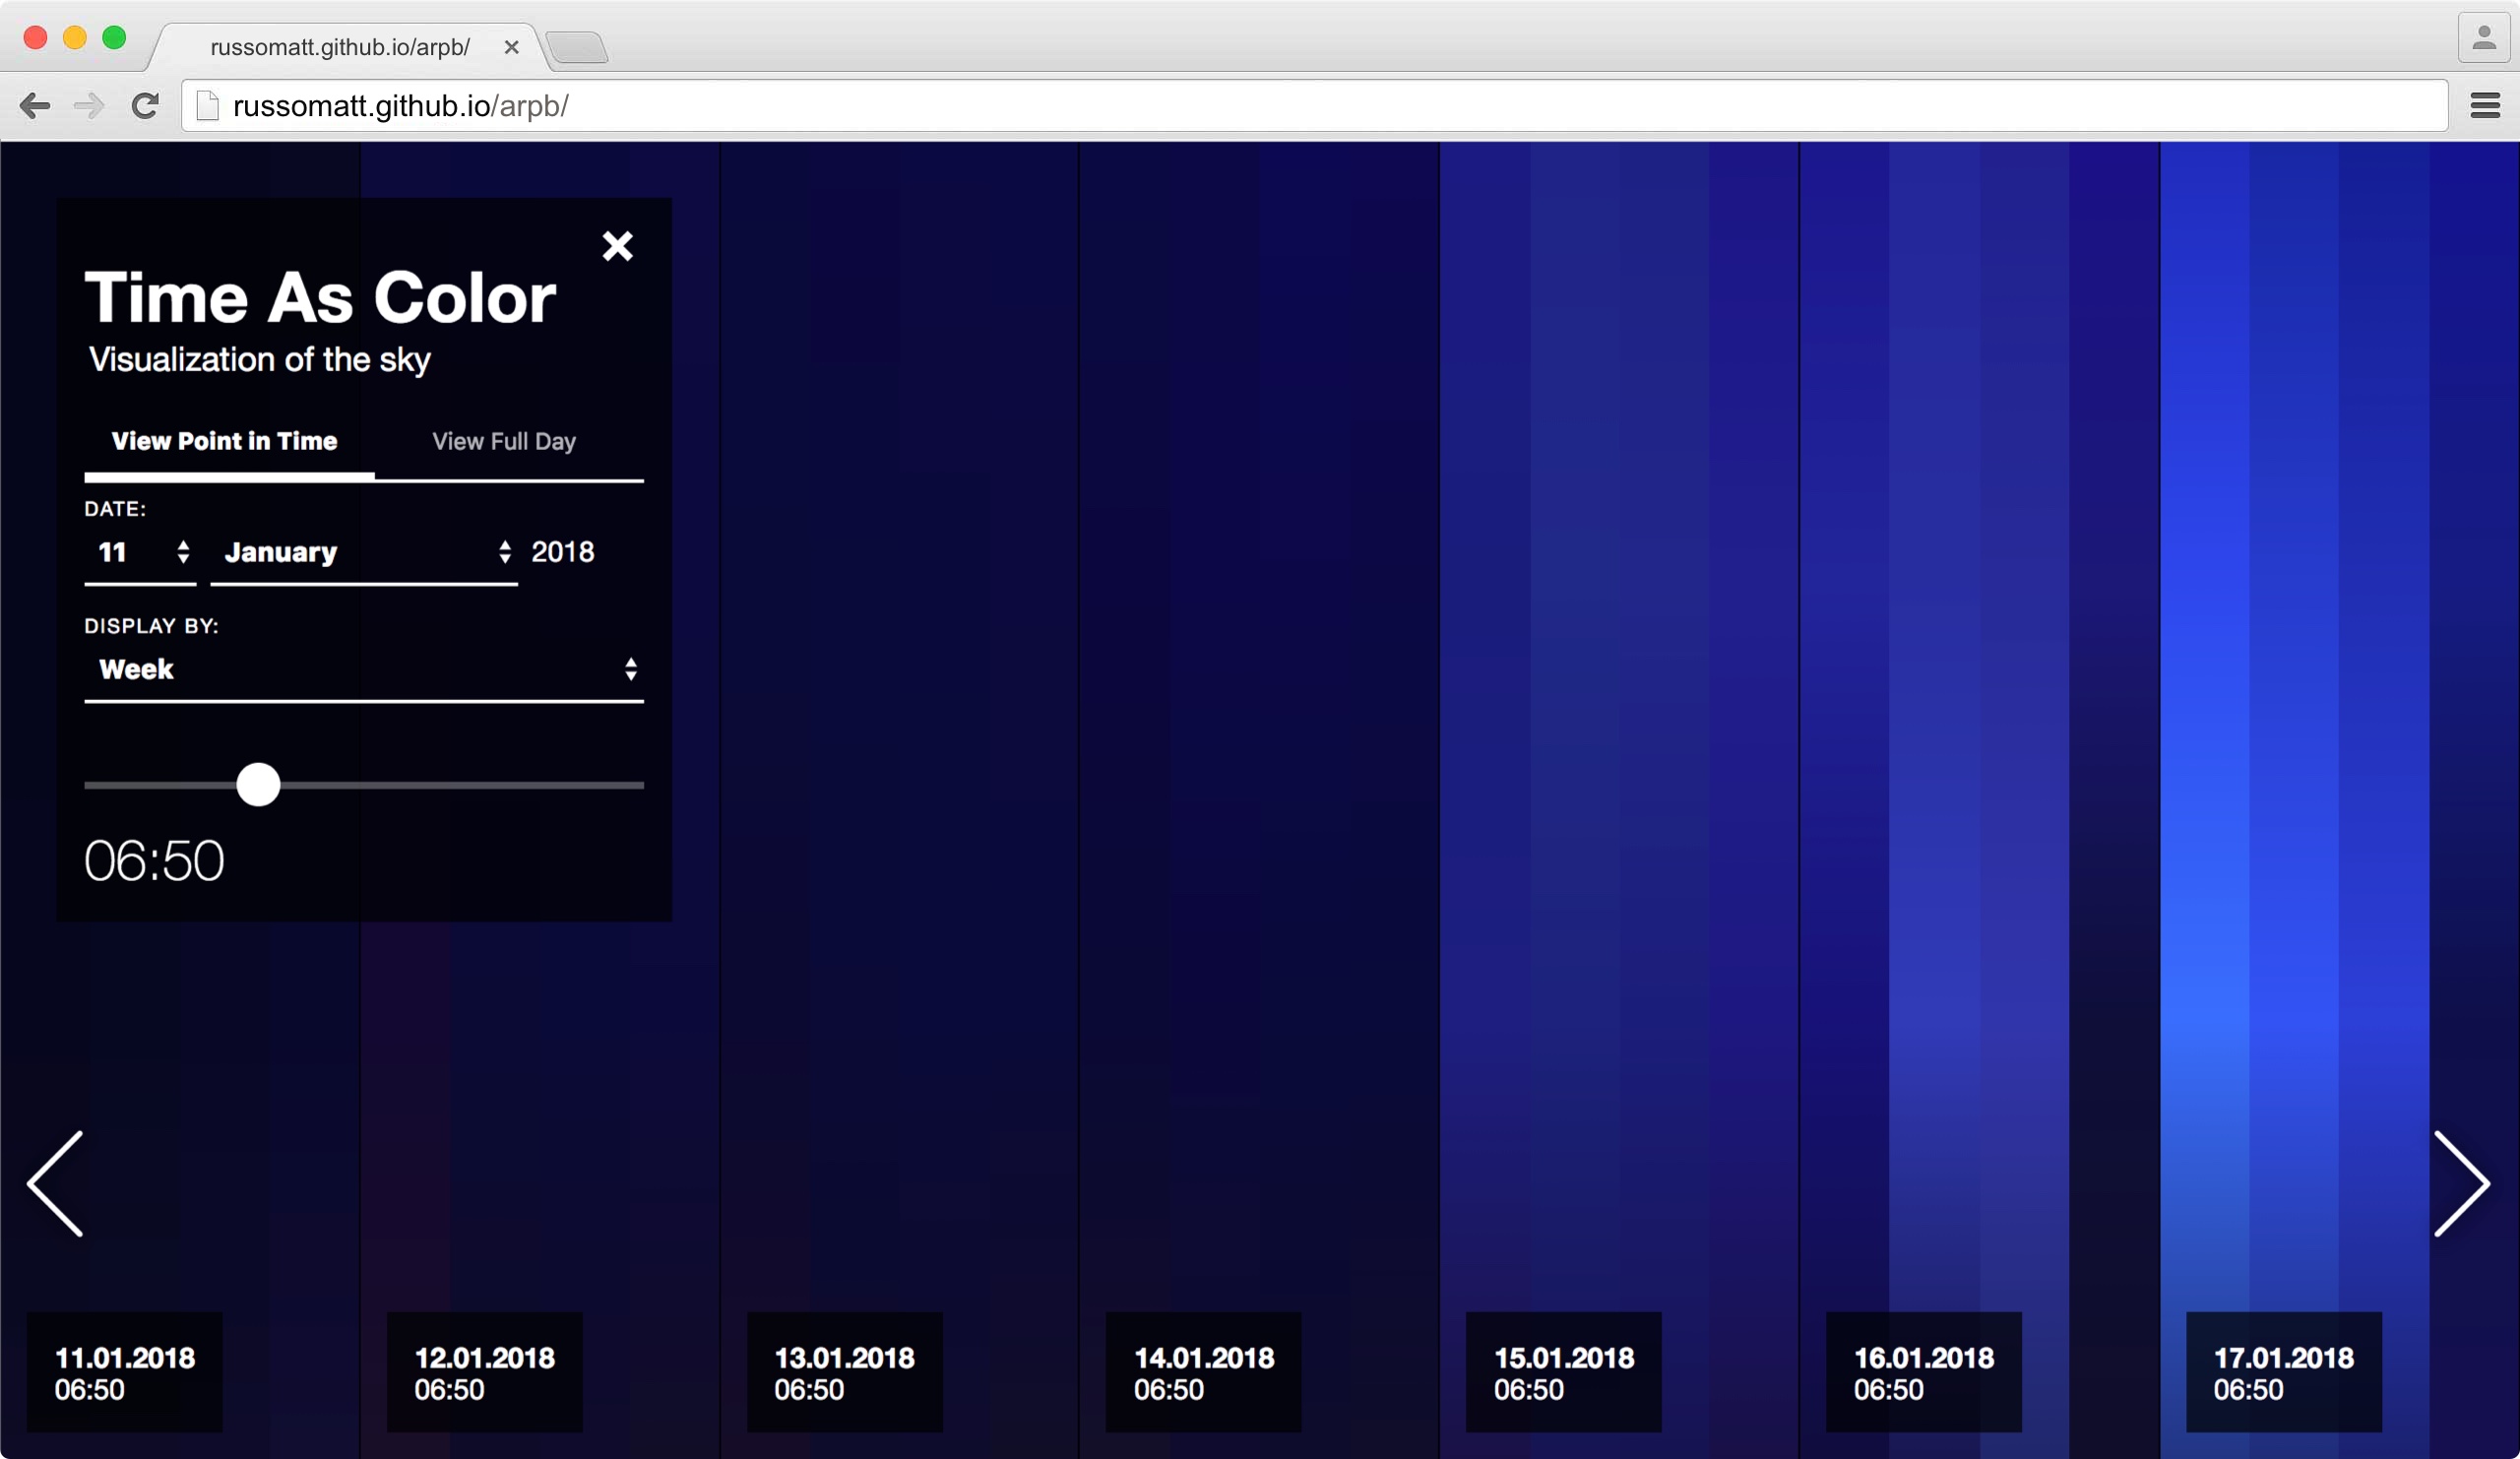 russomatt.github.io/arpb/
russomatt.github.io/arpb/
Time As Color
Visualization of the sky
View Point in Time View Full Day
DATE:
11 January 2018
DISPLAY BY:
Week
06:50
11.01.2018
06:50
12.01.2018
06:50
13.01.2018
06:50
14.01.2018
06:50
15.01.2018
06:50
16.01.2018
06:50
17.01.2018
06:50